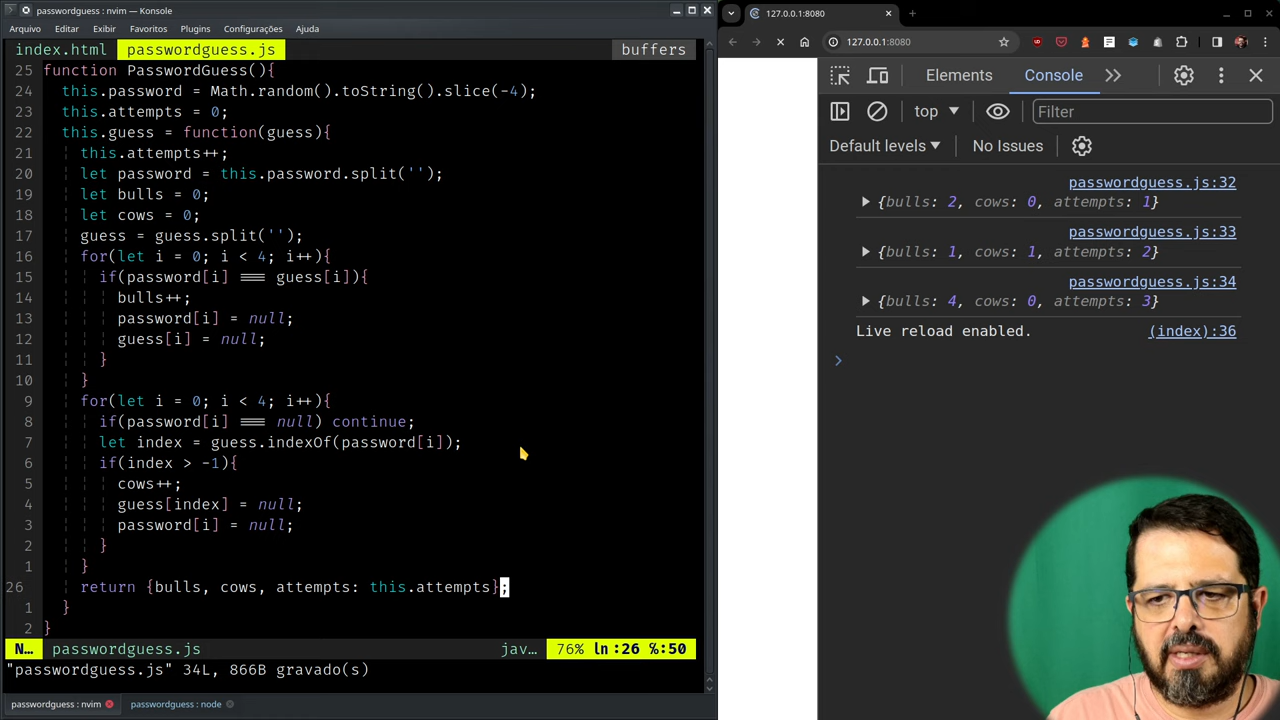 passwordguess : nvim — Konsole
Arquivo Editar Exibir Favoritos Plugins Configurações Ajuda
index.html passwordguess.js buffers
25 function PasswordGuess(){
24 this.password = Math.random().toString().slice(-4);
23 this.attempts = 0;
22 this.guess = function(guess){
21 this.attempts++;
20 let password = this.password.split('');
19 let bulls = 0;
18 let cows = 0;
17 guess = guess.split('');
16 for(let i = 0; i < 4; i++){
15 if(password[i] === guess[i]){
14 bulls++;
13 password[i] = null;
12 guess[i] = null;
11 }
10 }
9 for(let i = 0; i < 4; i++){
8 if(password[i] === null) continue;
7 let index = guess.indexOf(password[i]);
6 if(index > -1){
5 cows++;
4 guess[index] = null;
3 password[i] = null;
2 }
1 }
26 return {bulls, cows, attempts: this.attempts};
1 }
2 }
N… passwordguess.js jav… 76% ln:26 %:50
"passwordguess.js" 34L, 866B gravado(s)
passwordguess : nvim passwordguess : node
127.0.0.1:8080
127.0.0.1:8080
Elements Console
top Filter
Default levels No Issues
passwordguess.js:32
{bulls: 2, cows: 0, attempts: 1}
passwordguess.js:33
{bulls: 1, cows: 1, attempts: 2}
passwordguess.js:34
{bulls: 4, cows: 0, attempts: 3}
Live reload enabled. (index):36